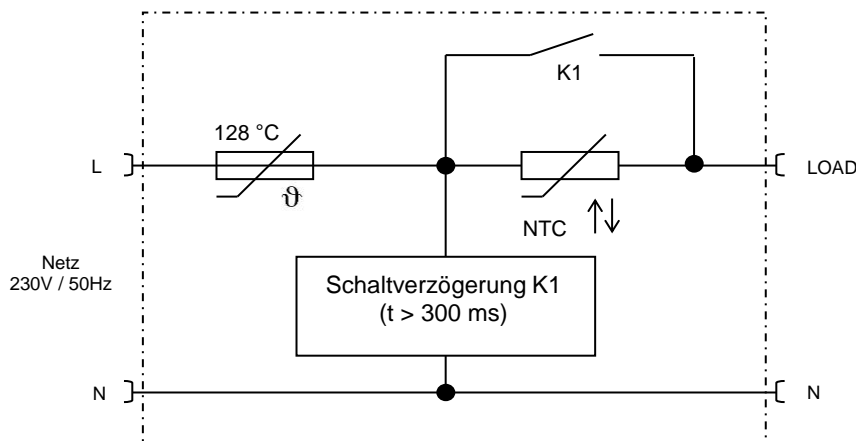 K1
128 °C
L
ϑ
NTC
LOAD
Netz
230V / 50Hz
Schaltverzögerung K1
(t > 300 ms)
N
N